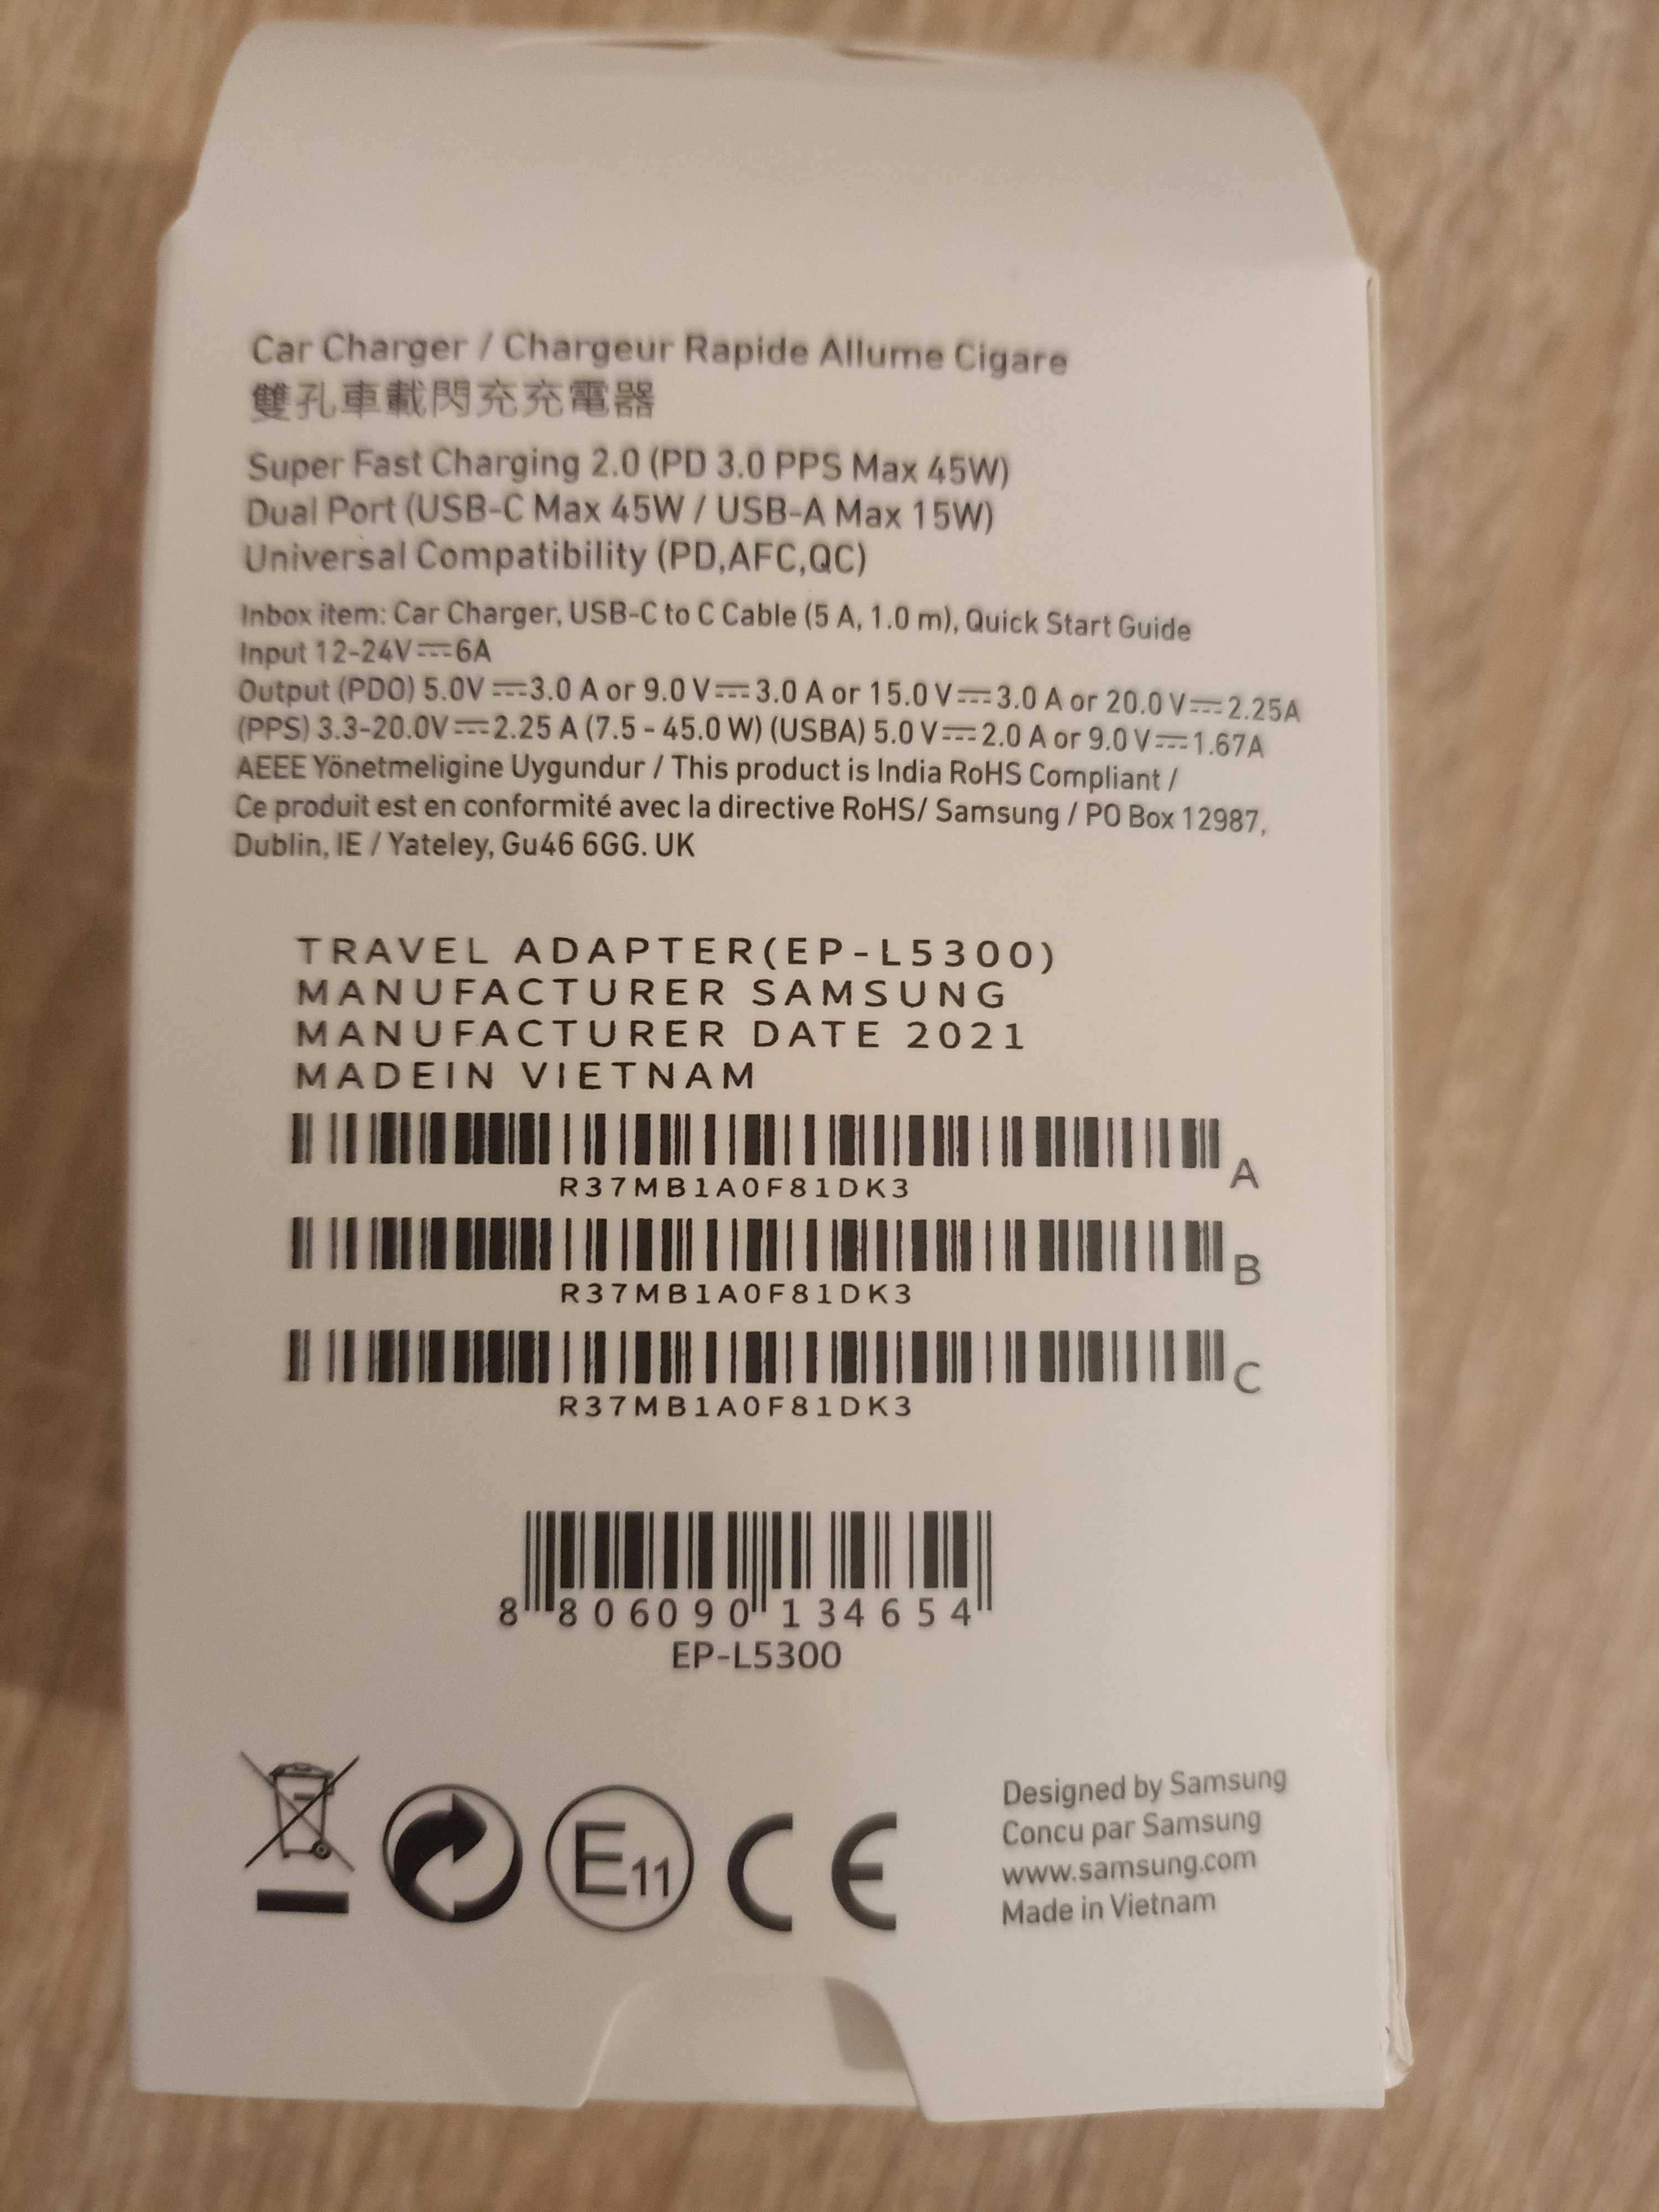 Car Charger / Chargeur Rapide Allume Cigare
雙孔車載閃充充電器
Super Fast Charging 2.0 (PD 3.0 PPS Max 45W)
Dual Port (USB-C Max 45W / USB-A Max 15W)
Universal Compatibility (PD,AFC,QC)
Inbox item: Car Charger, USB-C to C Cable (5 A, 1.0 m), Quick Start Guide
Input 12-24V⎓6A
Output (PDO) 5.0V ⎓3.0 A or 9.0 V⎓3.0 A or 15.0 V⎓3.0 A or 20.0 V⎓2.25A
(PPS) 3.3-20.0V⎓2.25 A (7.5 - 45.0 W) (USBA) 5.0 V⎓2.0 A or 9.0 V⎓1.67A
AEEE Yönetmeligine Uygundur / This product is India RoHS Compliant /
Ce produit est en conformité avec la directive RoHS/ Samsung / PO Box 12987,
Dublin, IE / Yateley, Gu46 6GG. UK
TRAVEL ADAPTER(EP-L5300)
MANUFACTURER SAMSUNG
MANUFACTURER DATE 2021
MADEIN VIETNAM
A
R37MB1A0F81DK3
B
R37MB1A0F81DK3
C
R37MB1A0F81DK3
8 806090 134654
EP-L5300
E11 CE
Designed by Samsung
Concu par Samsung
www.samsung.com
Made in Vietnam